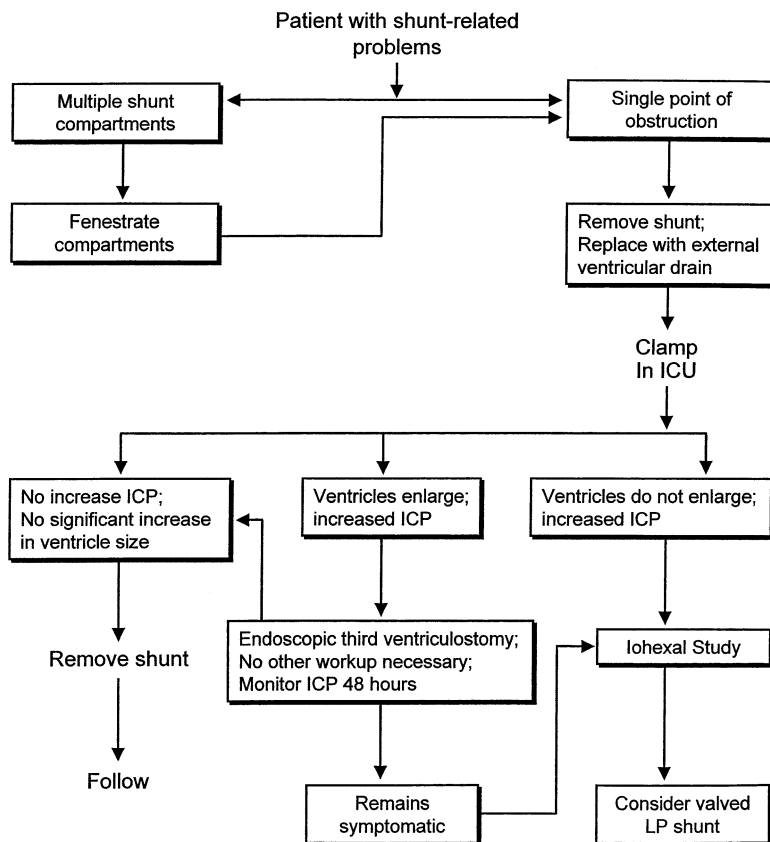 Patient with shunt-related
problems
Multiple shunt
compartments
Single point of
obstruction
Fenestrate
compartments
Remove shunt;
Replace with external
ventricular drain
Clamp
In ICU
No increase ICP;
No significant increase
in ventricle size
Ventricles enlarge;
increased ICP
Ventricles do not enlarge;
increased ICP
Remove shunt
Endoscopic third ventriculostomy;
No other workup necessary;
Monitor ICP 48 hours
Iohexal Study
Follow
Remains
symptomatic
Consider valved
LP shunt